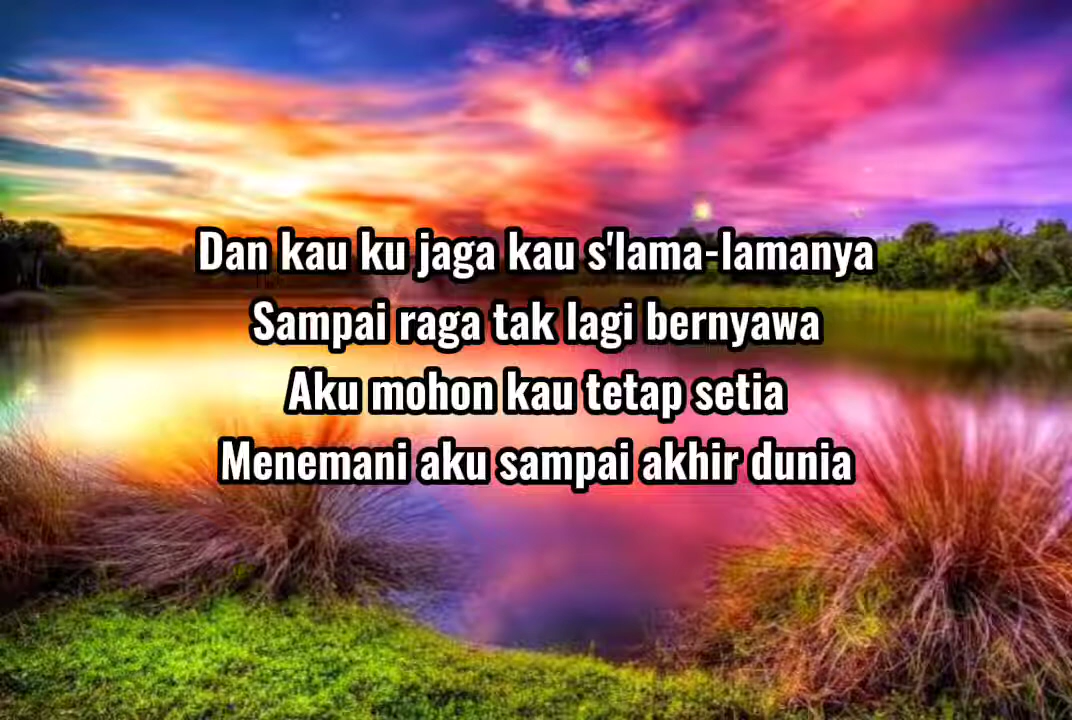 Dan kau ku jaga kau s'lama-lamanya
Sampai raga tak lagi bernyawa
Aku mohon kau tetap setia
Menemani aku sampai akhir dunia